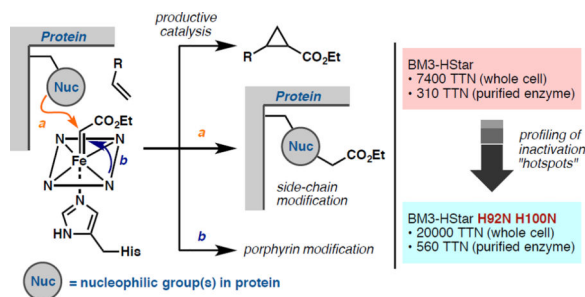 Protein
R
Nuc
a
CO2Et
b
N
N
Fe
N
N
N
HN
His
Nuc = nucleophilic group(s) in protein
productive
catalysis
R
CO2Et
a
Protein
Nuc
CO2Et
side-chain
modification
b
porphyrin modification
BM3-HStar
• 7400 TTN (whole cell)
• 310 TTN (purified enzyme)
profiling of
inactivation
"hotspots"
BM3-HStar H92N H100N
• 20000 TTN (whole cell)
• 560 TTN (purified enzyme)